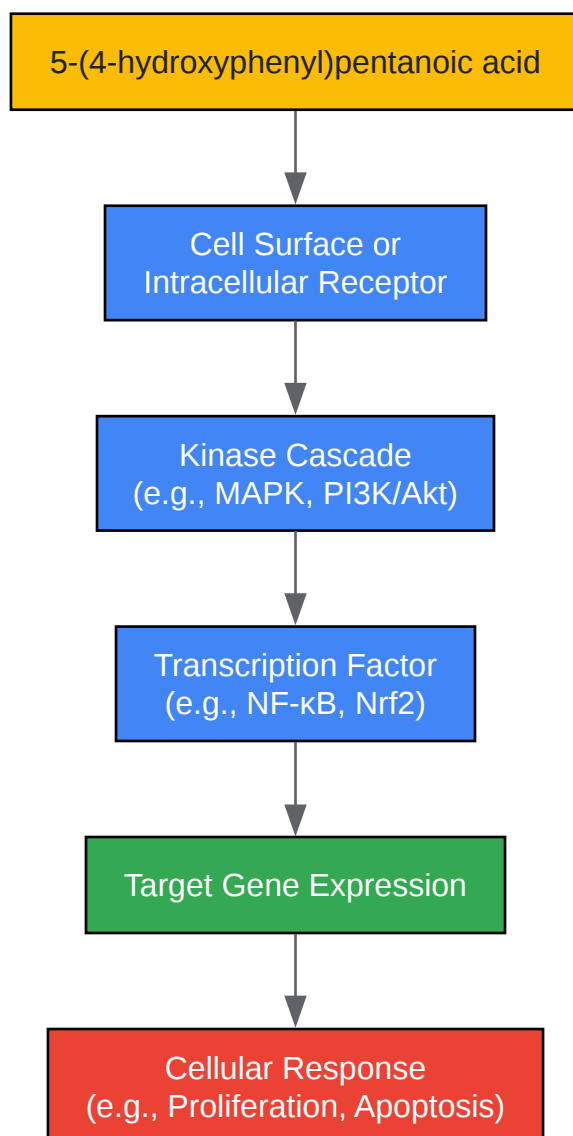 5-(4-hydroxyphenyl)pentanoic acid
Cell Surface or
Intracellular Receptor
Kinase Cascade
(e.g., MAPK, PI3K/Akt)
Transcription Factor
(e.g., NF-κB, Nrf2)
Target Gene Expression
Cellular Response
(e.g., Proliferation, Apoptosis)